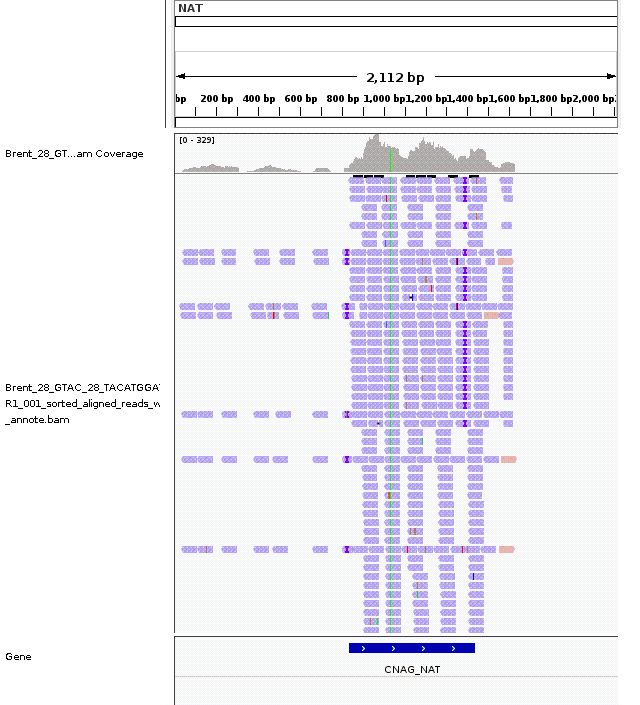 NAT
2,112 bp
bp 200 bp 400 bp 600 bp 800 bp 1,000 bp 1,200 bp 1,400 bp 1,600 bp 1,800 bp 2,000 bp
[0 - 329]
Brent_28_GT...am Coverage
Brent_28_GTAC_28_TACATGGA
R1_001_sorted_aligned_reads_w
_annote.bam
Gene
CNAG_NAT